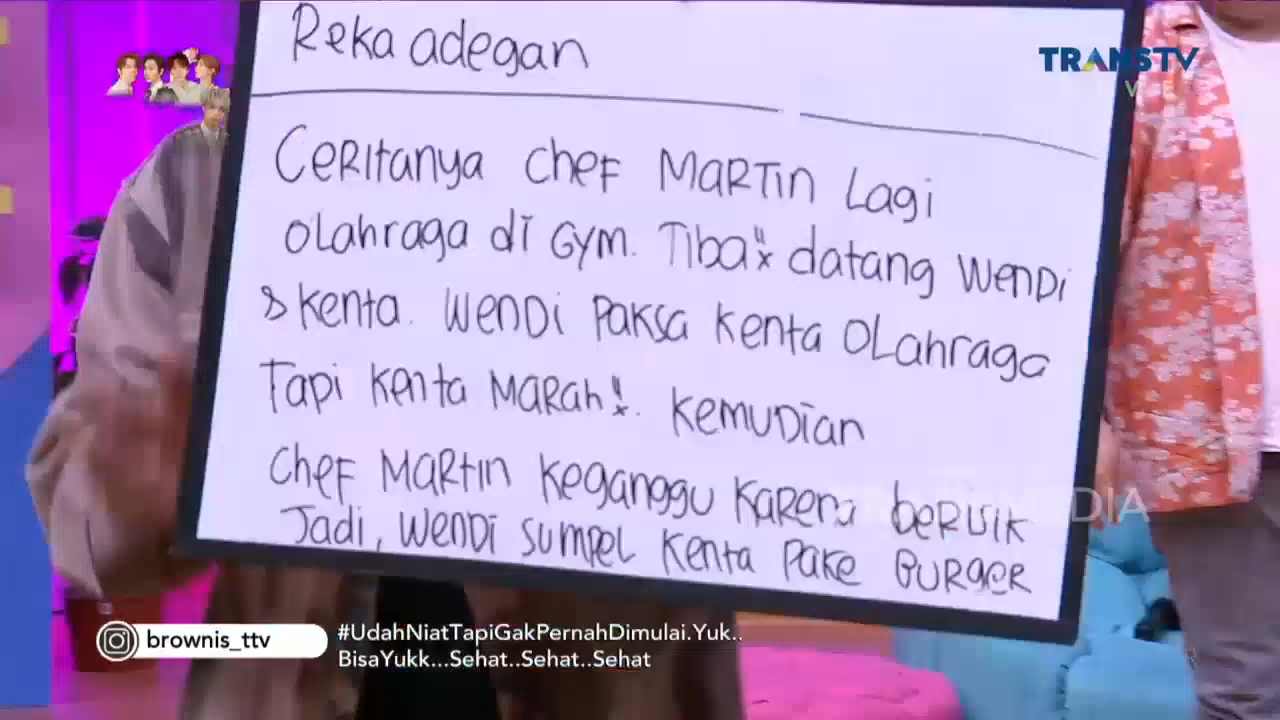 Reka adegan
TRANSTV
LIVE
Ceritanya Chef Martin Lagi
olahraga di Gym. Tiba" datang Wendi
& Kenta. Wendi Paksa Kenta Olahraga
Tapi Kenta Marah! Kemudian
Chef Martin Keganggu Karena berisik
Jadi, Wendi Sumpel Kenta Pake Burger
brownis_ttv
#UdahNiatTapiGakPernahDimulai.Yuk..
BisaYukk...Sehat..Sehat..Sehat